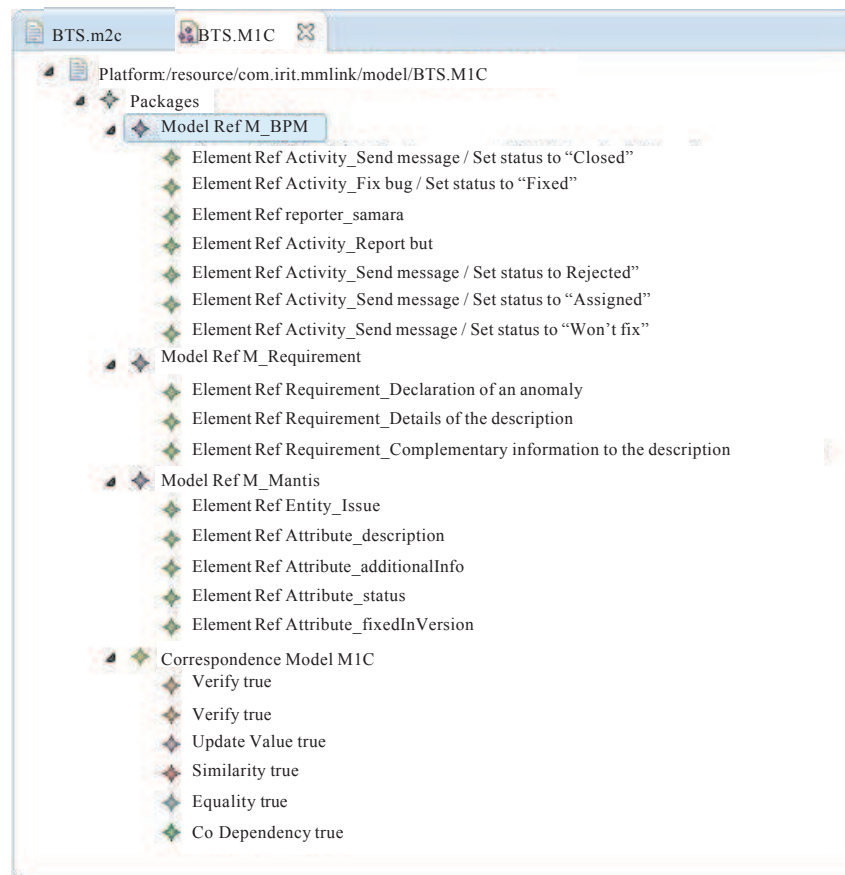 BTS.m2c
BTS.M1C
Platform:/resource/com.irit.mmlink/model/BTS.M1C
Packages
Model Ref M_BPM
Element Ref Activity_Send message / Set status to “Closed”
Element Ref Activity_Fix bug / Set status to “Fixed”
Element Ref reporter_samara
Element Ref Activity_Report but
Element Ref Activity_Send message / Set status to Rejected”
Element Ref Activity_Send message / Set status to “Assigned”
Element Ref Activity_Send message / Set status to “Won’t fix”
Model Ref M_Requirement
Element Ref Requirement_Declaration of an anomaly
Element Ref Requirement_Details of the description
Element Ref Requirement_Complementary information to the description
Model Ref M_Mantis
Element Ref Entity_Issue
Element Ref Attribute_description
Element Ref Attribute_additionalInfo
Element Ref Attribute_status
Element Ref Attribute_fixedInVersion
Correspondence Model M1C
Verify true
Verify true
Update Value true
Similarity true
Equality true
Co Dependency true